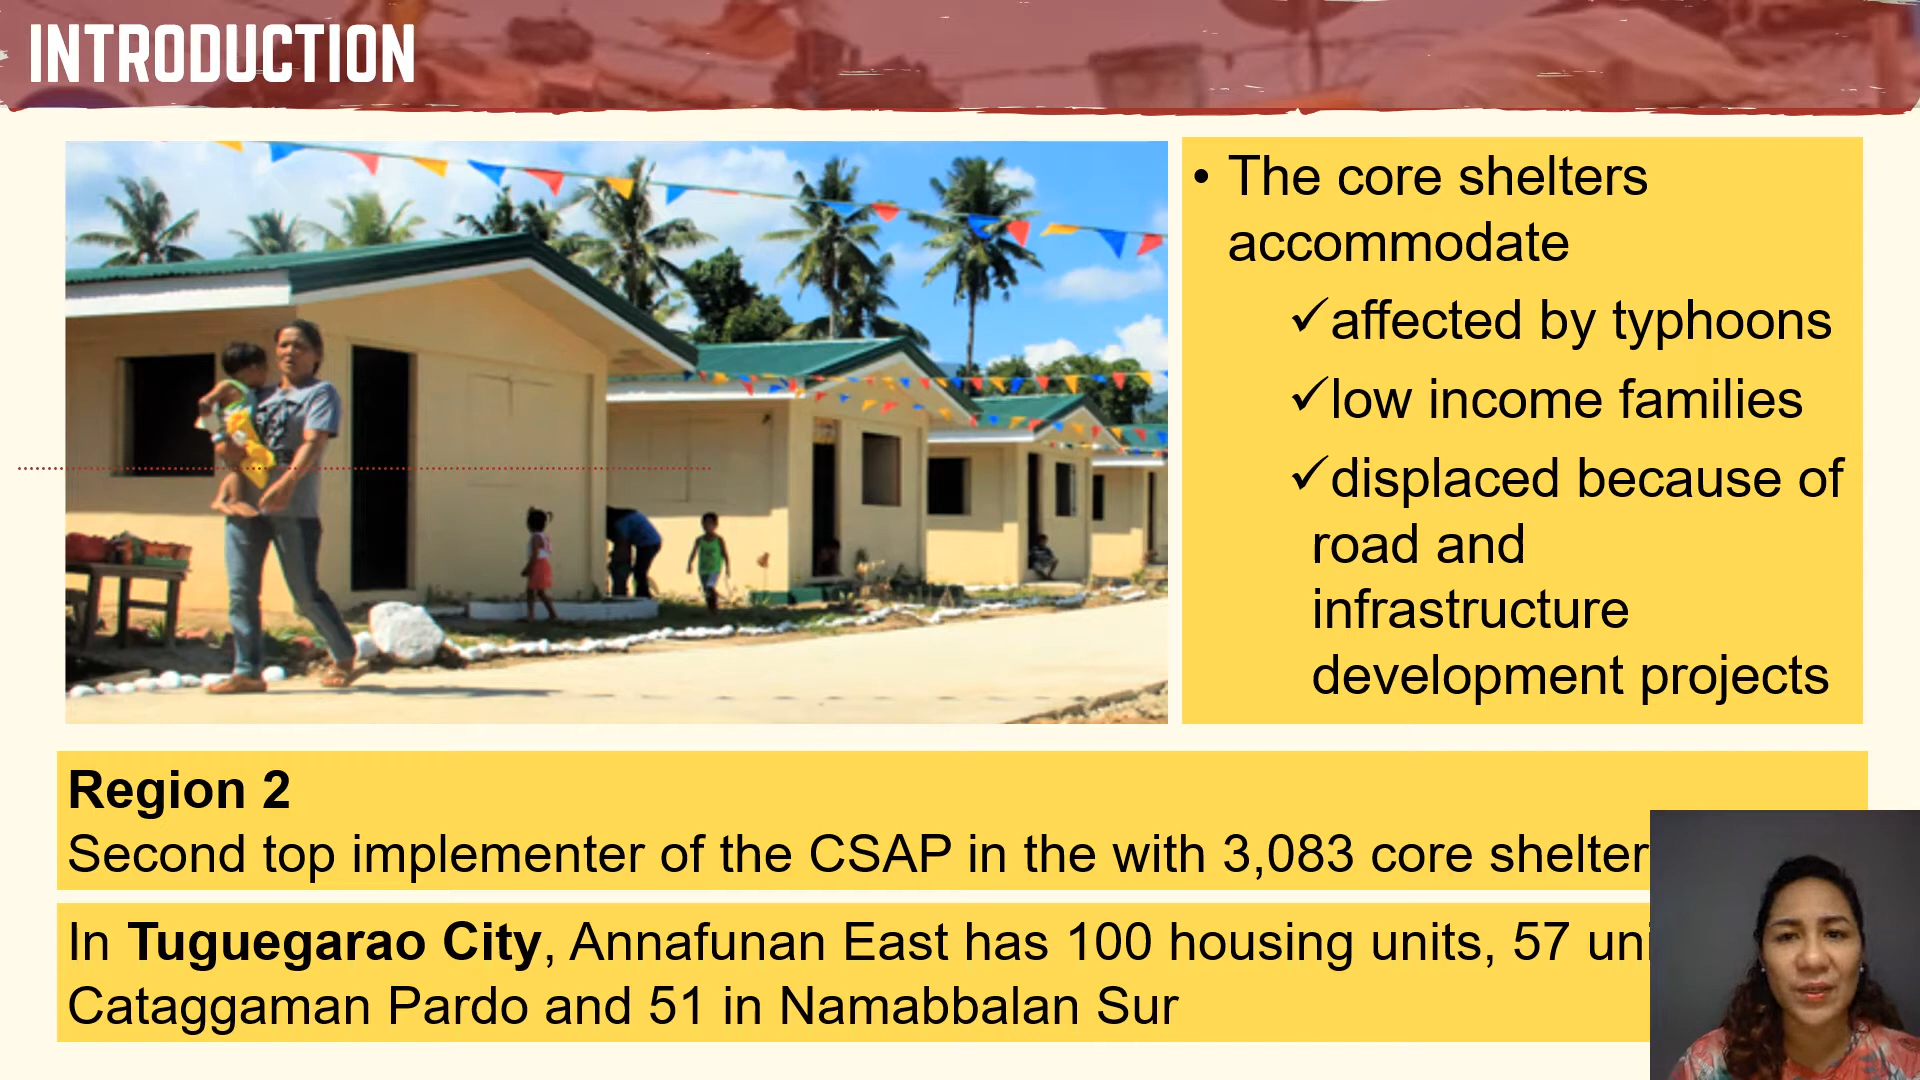 INTRODUCTION
• The core shelters
accommodate
✓affected by typhoons
✓low income families
✓displaced because of
road and
infrastructure
development projects
Region 2
Second top implementer of the CSAP in the with 3,083 core shelter
In Tuguegarao City, Annafunan East has 100 housing units, 57
Cataggaman Pardo and 51 in Namabbalan Sur